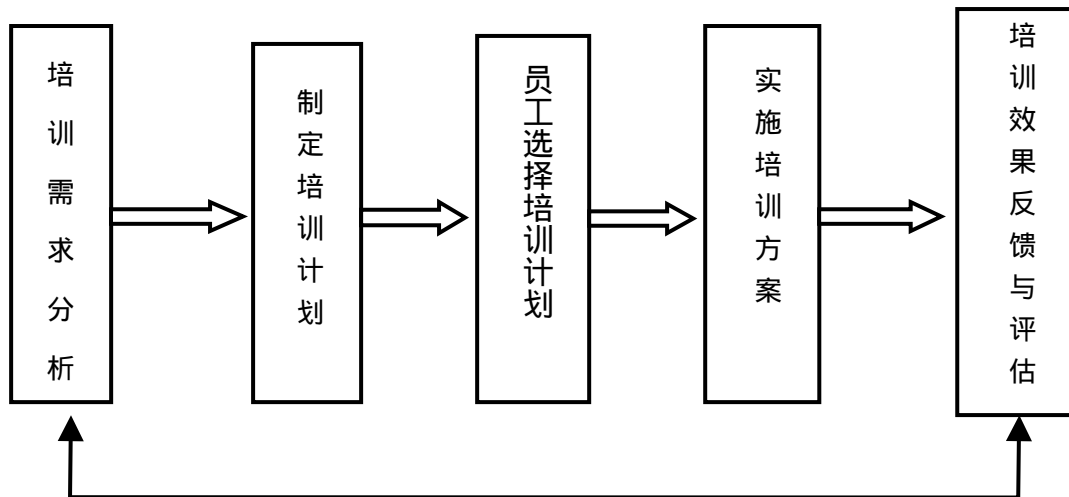 培训需求分析
制定培训计划
员工选择培训计划
实施培训方案
培训效果反馈与评估